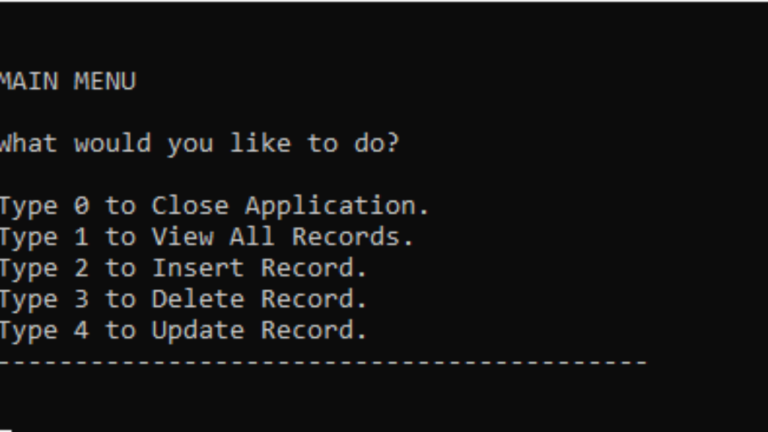 MAIN MENU
What would you like to do?
Type 0 to Close Application.
Type 1 to View All Records.
Type 2 to Insert Record.
Type 3 to Delete Record.
Type 4 to Update Record.
------------------------------------------